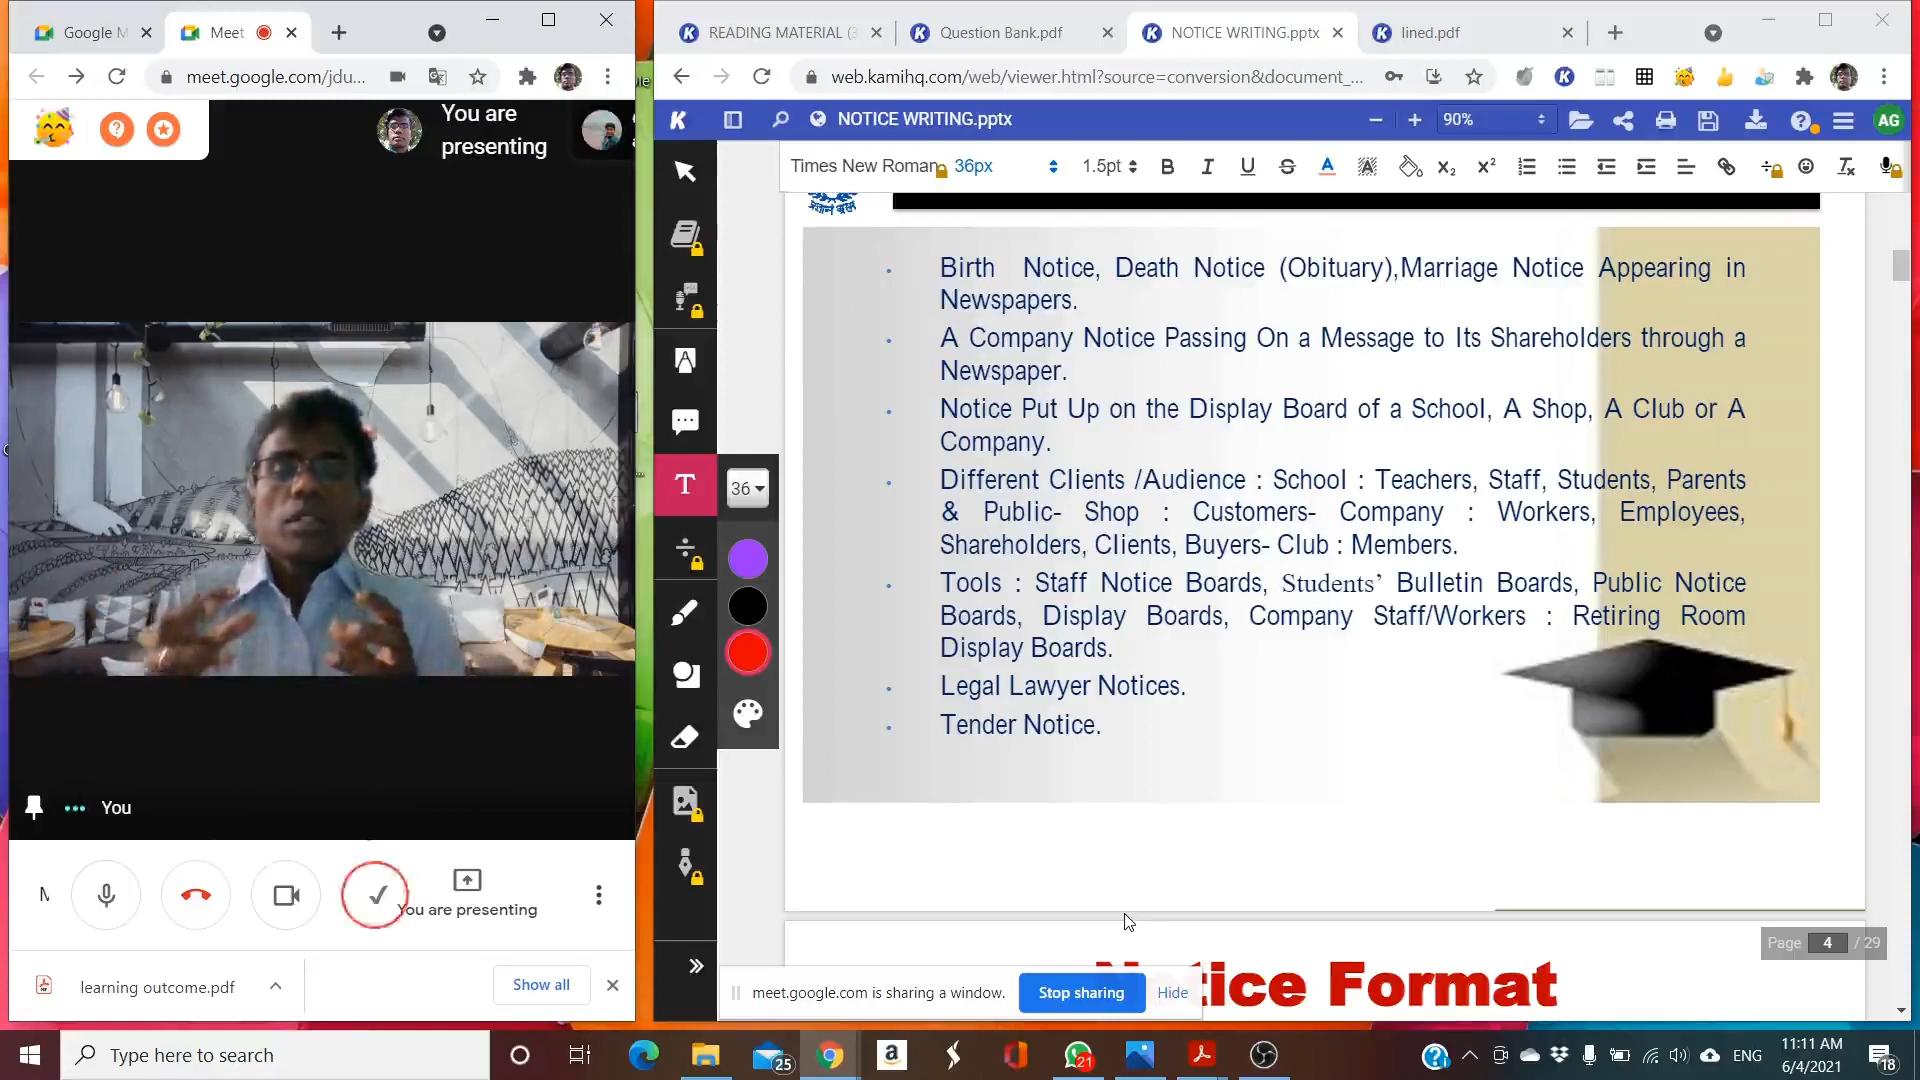 Google M
Meet
meet.google.com/jdu...
You are
presenting
You
You are presenting
learning outcome.pdf
Show all
READING MATERIAL (3
Question Bank.pdf
NOTICE WRITING.pptx
lined.pdf
web.kamihq.com/web/viewer.html?source=conversion&document_...
NOTICE WRITING.pptx
90%
AG
Times New Roman
36px
1.5pt
36
Birth Notice, Death Notice (Obituary),Marriage Notice Appearing in
Newspapers.
A Company Notice Passing On a Message to Its Shareholders through a
Newspaper.
Notice Put Up on the Display Board of a School, A Shop, A Club or A
Company.
Different Clients /Audience : School : Teachers, Staff, Students, Parents
& Public- Shop : Customers- Company : Workers, Employees,
Shareholders, Clients, Buyers- Club : Members.
Tools : Staff Notice Boards, Students’ Bulletin Boards, Public Notice
Boards, Display Boards, Company Staff/Workers : Retiring Room
Display Boards.
Legal Lawyer Notices.
Tender Notice.
Page 4 / 29
Notice Format
meet.google.com is sharing a window.
Stop sharing
Hide
Type here to search
25
21
ENG
11:11 AM
6/4/2021
18